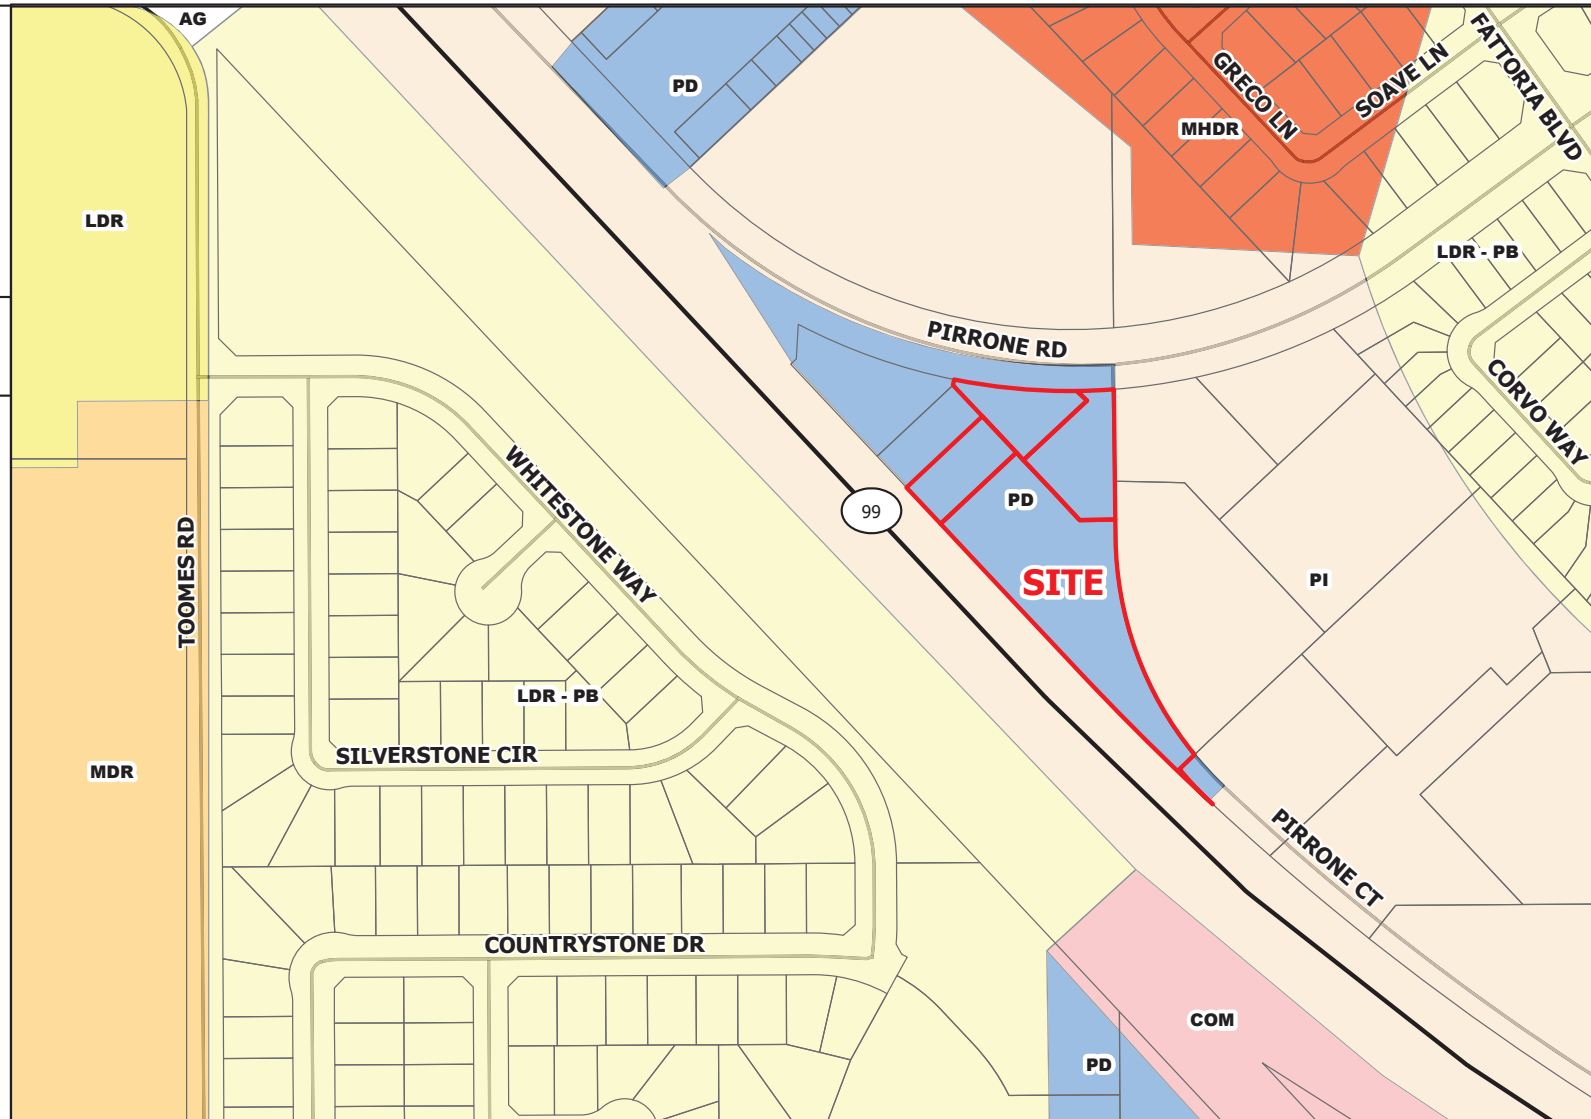 AG
FATTORIA BLVD
GRECO LN
SOAVE LN
PD
MHDR
LDR
LDR - PB
PIRRONE RD
CORVO WAY
WHITESTONE WAY
99
PD
TOOMES RD
SITE
PI
LDR - PB
SILVERSTONE CIR
MDR
PIRRONE CT
COUNTRYSTONE DR
COM
PD